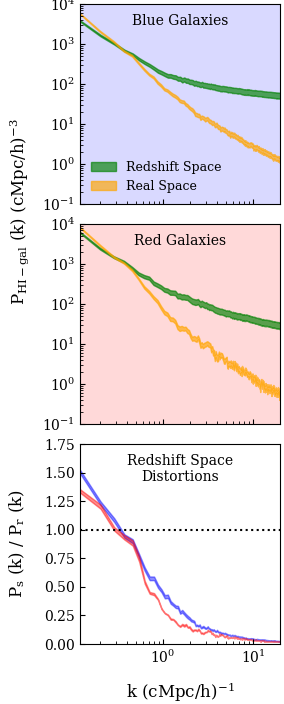 10⁴
Blue Galaxies
10³
10²
10¹
10⁰
10⁻¹
Redshift Space
Real Space
P_HI−gal (k) (cMpc/h)⁻³
10⁴
Red Galaxies
10³
10²
10¹
10⁰
10⁻¹
1.75
Redshift Space
Distortions
1.50
1.25
1.00
0.75
0.50
0.25
0.00
Pₛ (k) / Pᵣ (k)
10⁰
10¹
k (cMpc/h)⁻¹